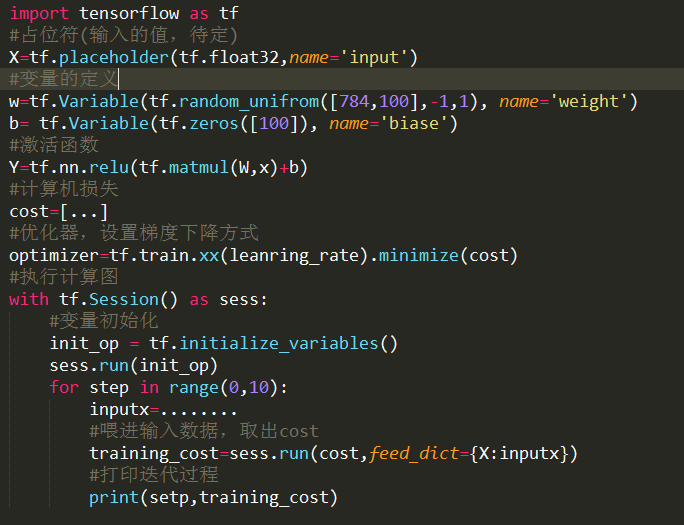 import tensorflow as tf
#占位符(输入的值，待定)
X=tf.placeholder(tf.float32,name='input')
#变量的定义
w=tf.Variable(tf.random_unifrom([784,100],-1,1), name='weight')
b= tf.Variable(tf.zeros([100]), name='biase')
#激活函数
Y=tf.nn.relu(tf.matmul(W,x)+b)
#计算机损失
cost=[...]
#优化器，设置梯度下降方式
optimizer=tf.train.xx(leanring_rate).minimize(cost)
#执行计算图
with tf.Session() as sess:
    #变量初始化
    init_op = tf.initialize_variables()
    sess.run(init_op)
    for step in range(0,10):
        inputx=........
        #喂进输入数据，取出cost
        training_cost=sess.run(cost,feed_dict={X:inputx})
        #打印迭代过程
        print(setp,training_cost)